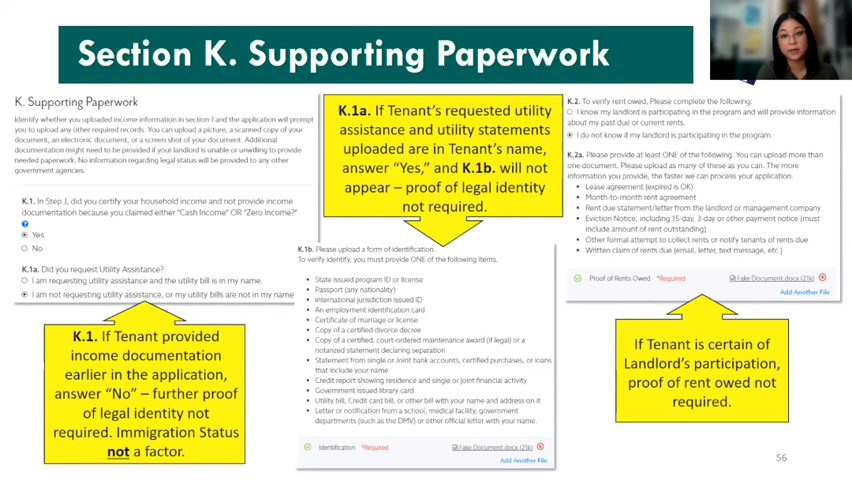 Section K. Supporting Paperwork
K. Supporting Paperwork
Identify whether you uploaded income information in section J and the application will prompt
you to upload any other required records. You can upload a picture, a scanned copy of your
document, an electronic document, or a screen shot of your document. Additional
documentation might need to be provided if your landlord is unable or unwilling to provide
needed paperwork. No information regarding legal status will be provided to any other
government agencies.
K.1. In Step J, did you certify your household income and not provide income
documentation because you claimed either "Cash Income" OR "Zero Income?"
Yes
No
K.1a. Did you request Utility Assistance?
I am requesting utility assistance and the utility bill is in my name.
I am not requesting utility assistance, or my utility bills are not in my name
K.1. If Tenant provided
income documentation
earlier in the application,
answer “No” – further proof
of legal identity not
required. Immigration Status
not a factor.
K.1a. If Tenant’s requested utility
assistance and utility statements
uploaded are in Tenant’s name,
answer “Yes,” and K.1b. will not
appear – proof of legal identity
not required.
K.1b. Please upload a form of identification.
To verify identity, you must provide ONE of the following items.
State issued program ID or license
Passport (any nationality)
International jurisdiction issued ID
An employment identification card
Certificate of marriage or license
Copy of a certified divorce decree
Copy of a certified, court-ordered maintenance award (if legal) or a
notarized statement declaring separation
Statement from single or Joint bank accounts, certified purchases, or loans
that include your name
Credit report showing residence and single or joint financial activity
Government issued library card
Utility bill, Credit card bill, or other bill with your name and address on it
Letter or notification from a school, medical facility, government
departments (such as the DMV) or other official letter with your name.
Identification *Required Fake Document.docx (21k)
Add Another File
K.2. To verify rent owed, Please complete the following:
I know my landlord is participating in the program and will provide information
about my past due or current rents.
I do not know if my landlord is participating in the program.
K.2a. Please provide at least ONE of the following. You can upload more than
one document. Please upload as many of these as you can. The more
information you provide, the faster we can process your application.
Lease agreement (expired is OK)
Month-to-month rent agreement
Rent due statement/letter from the landlord or management company
Eviction Notice, including 15-day, 3-day or other payment notice (must
include amount of rent outstanding)
Other formal attempt to collect rents or notify tenants of rents due
Written claim of rents due (email, letter, text message, etc.)
Proof of Rents Owed *Required Fake Document.docx (21k)
Add Another File
If Tenant is certain of
Landlord’s participation,
proof of rent owed not
required.
56